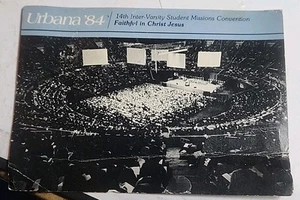 Urbana '84
14th Inter-Varsity Student Missions Convention
Faithful in Christ Jesus